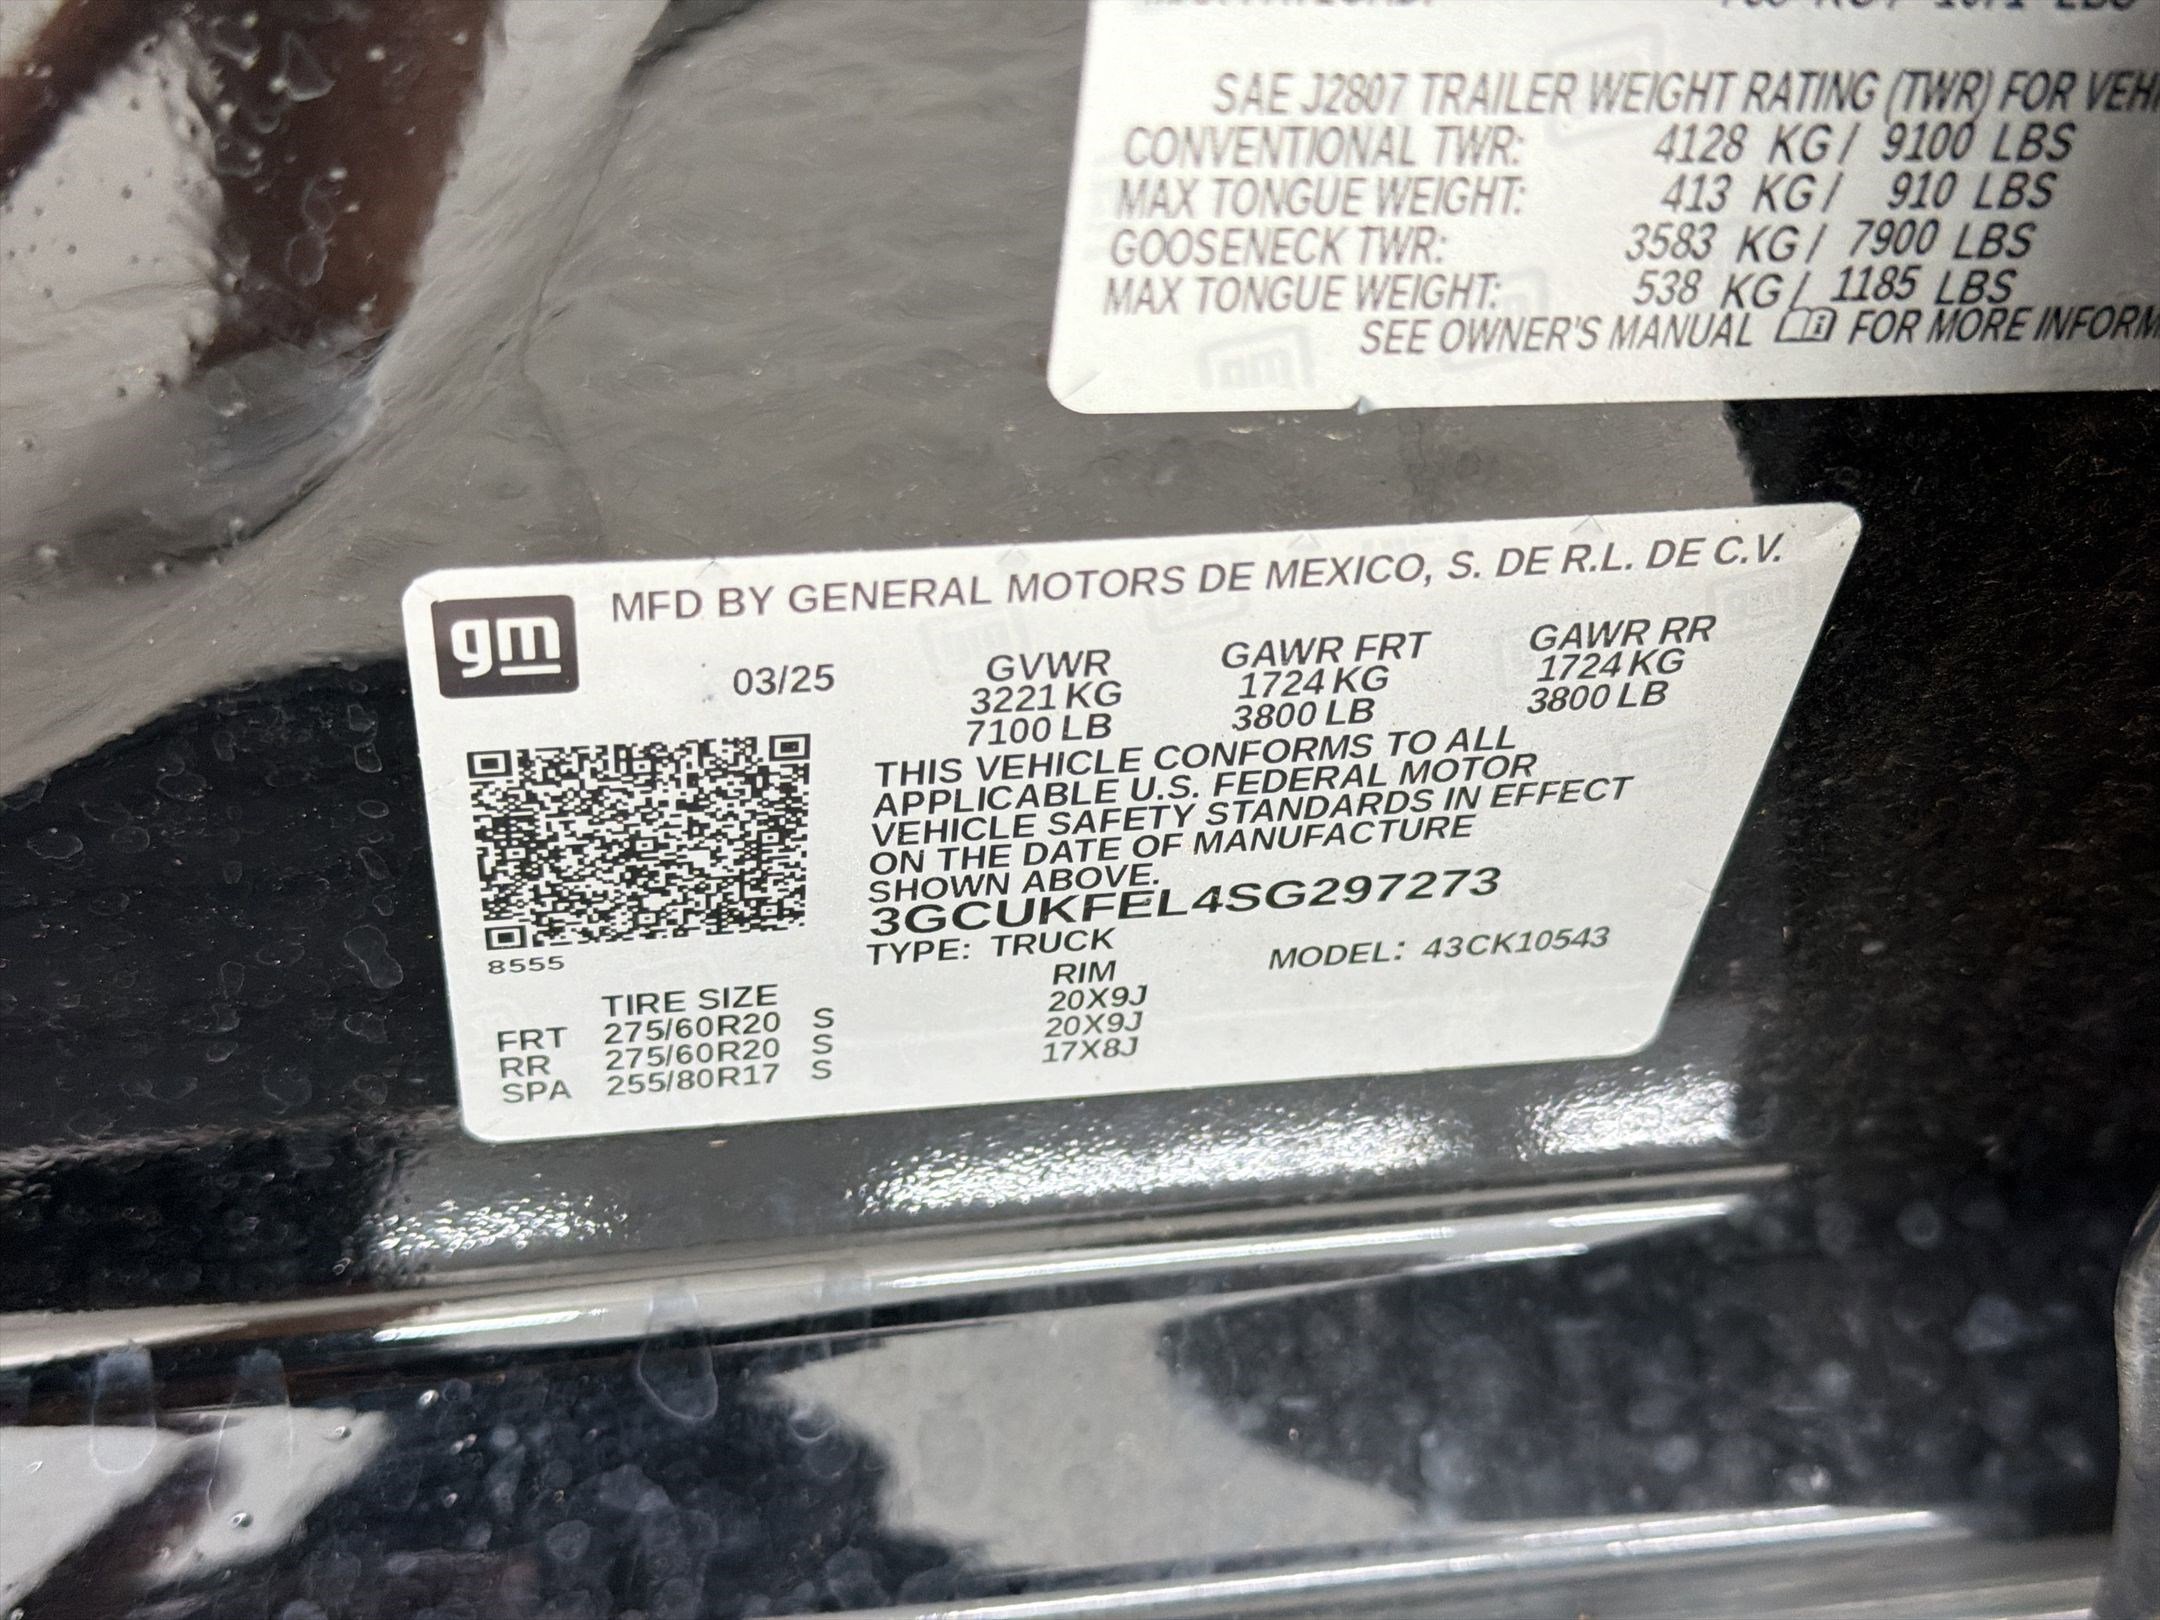 SAE J2807 TRAILER WEIGHT RATING (TWR) FOR
CONVENTIONAL TWR: 4128 KG / 9100 LBS
MAX TONGUE WEIGHT: 413 KG / 910 LBS
GOOSENECK TWR: 3583 KG / 7900 LBS
MAX TONGUE WEIGHT: 538 KG / 1185 LBS
SEE OWNER'S MANUAL FOR MORE
gm
MFD BY GENERAL MOTORS DE MEXICO, S. DE R.L. DE C.V.
03/25
GVWR GAWR FRT GAWR RR
3221 KG 1724 KG 1724 KG
7100 LB 3800 LB 3800 LB
THIS VEHICLE CONFORMS TO ALL
APPLICABLE U.S. FEDERAL MOTOR
VEHICLE SAFETY STANDARDS IN EFFECT
ON THE DATE OF MANUFACTURE
SHOWN ABOVE.
3GCUKFEL4SG297273
TYPE: TRUCK MODEL: 43CK10543
8555
TIRE SIZE RIM
FRT 275/60R20 S 20X9J
RR 275/60R20 S 20X9J
SPA 255/80R17 S 17X8J